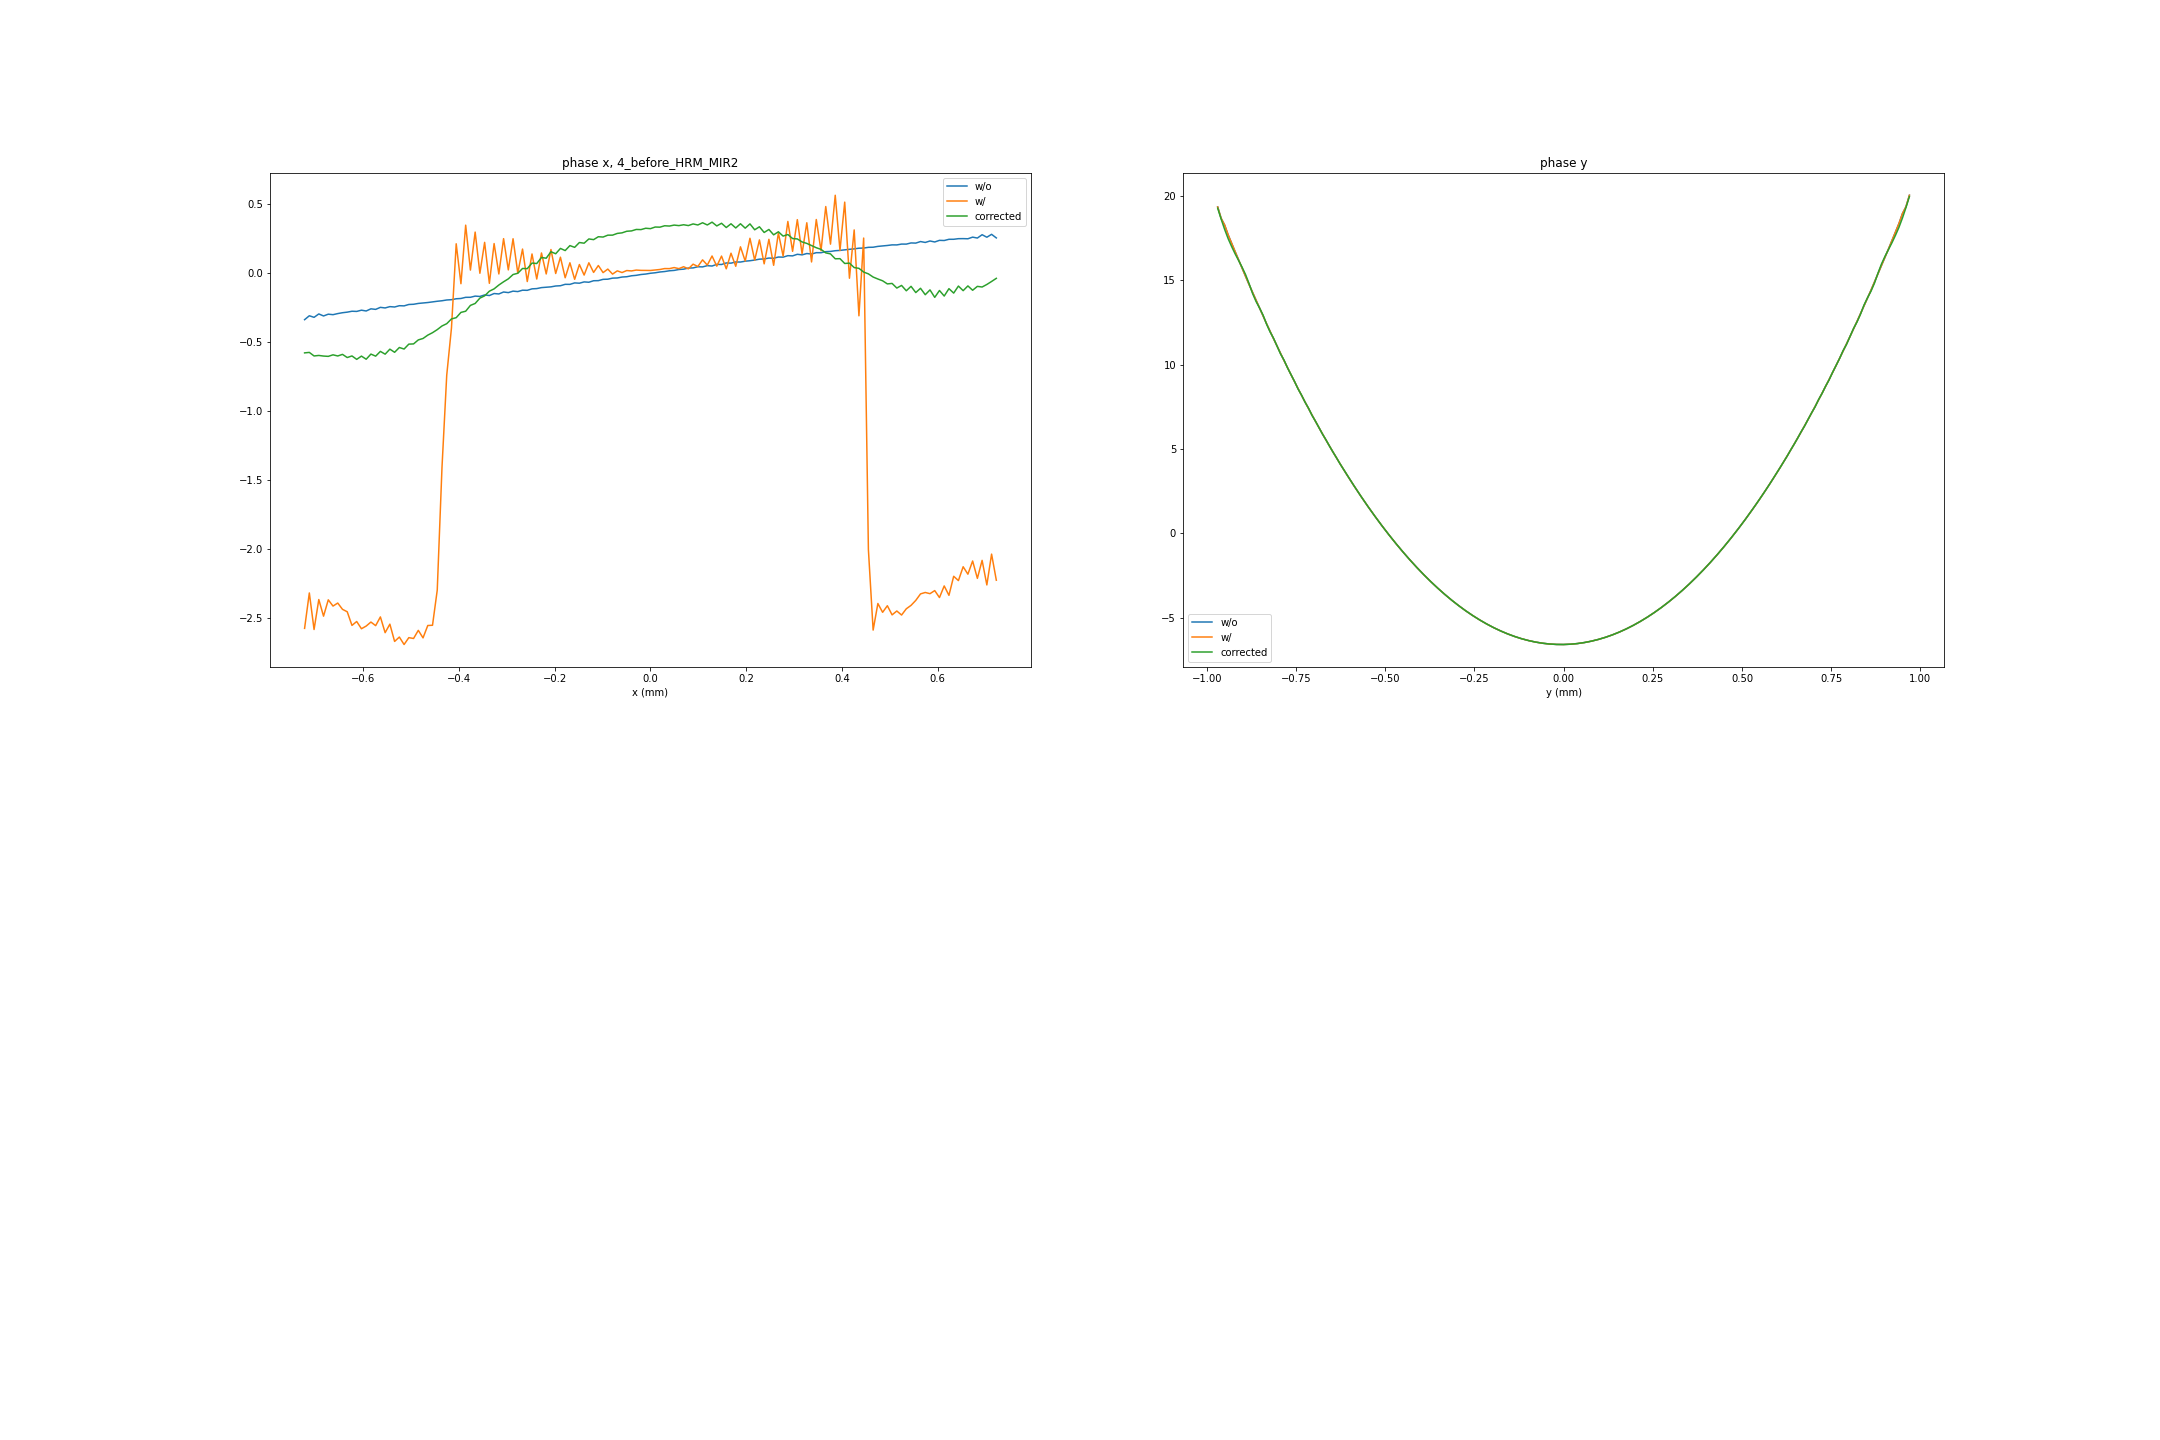 phase x, 4_before_HRM_MIR2
w/o
w/
corrected
0.5
0.0
−0.5
−1.0
−1.5
−2.0
−2.5
−0.6 −0.4 −0.2 0.0 0.2 0.4 0.6
x (mm)
phase y
20
15
10
5
0
−5
w/o
w/
corrected
−1.00 −0.75 −0.50 −0.25 0.00 0.25 0.50 0.75 1.00
y (mm)